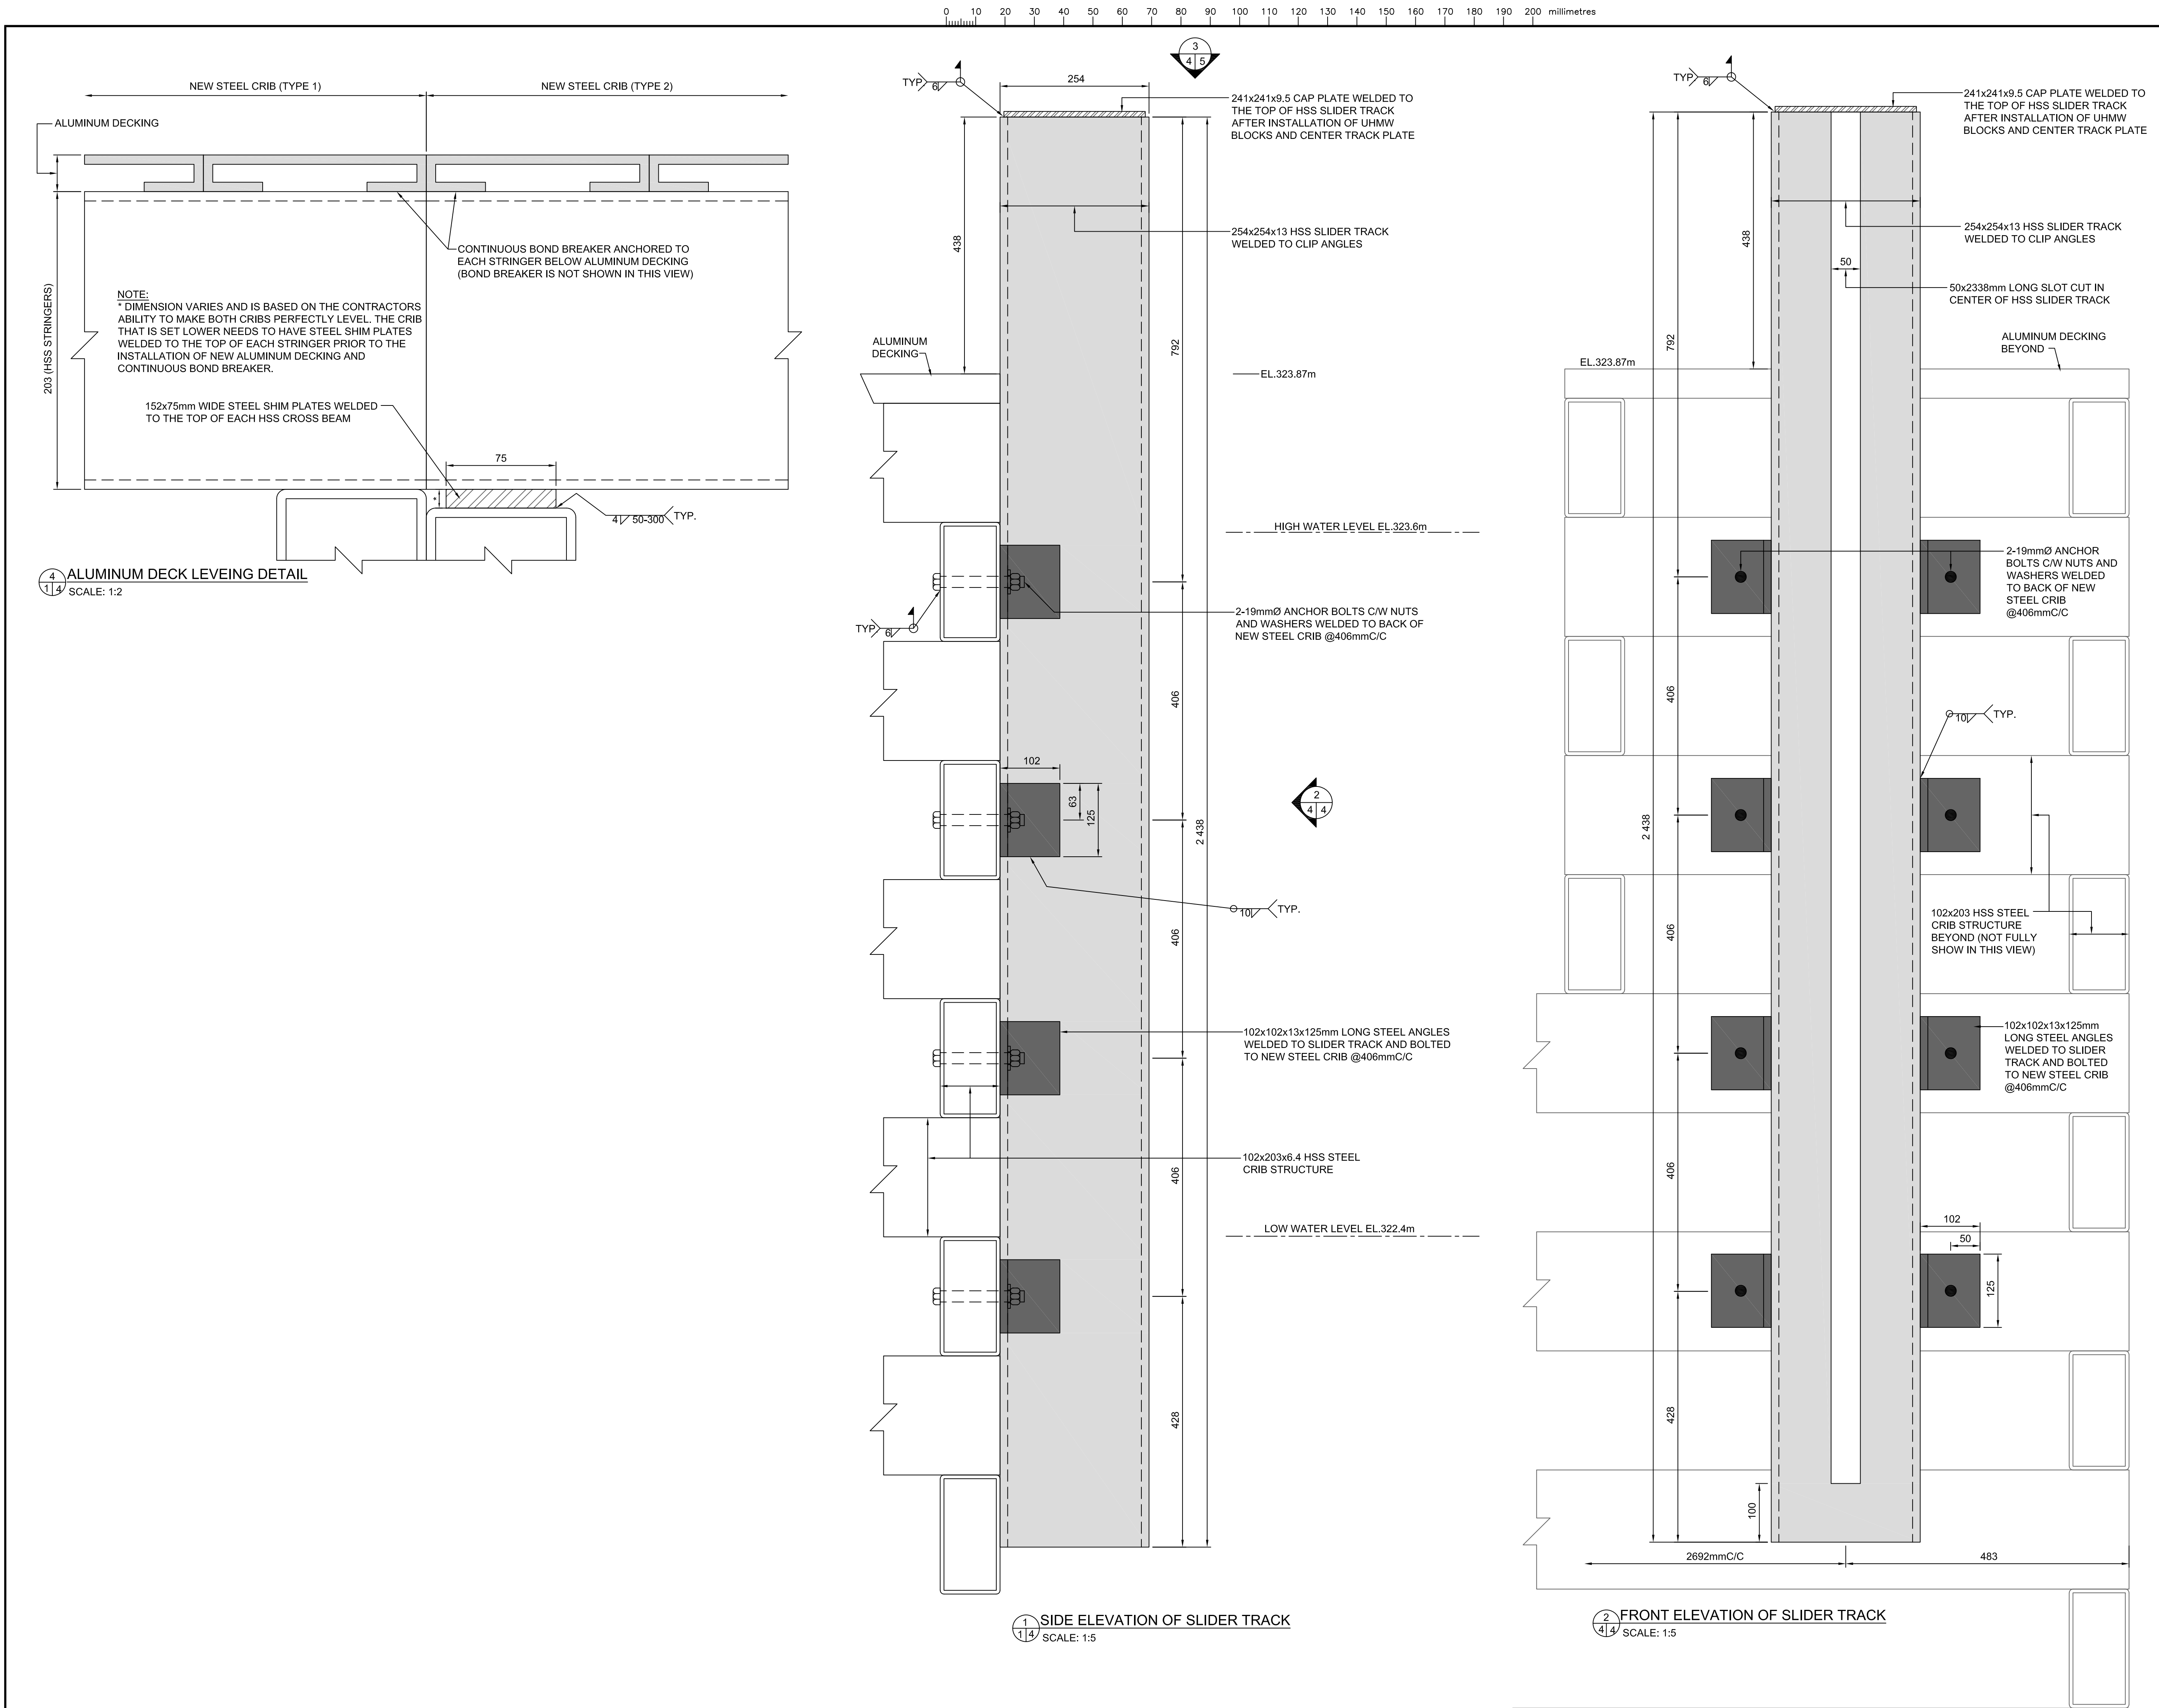 0 10 20 30 40 50 60 70 80 90 100 110 120 130 140 150 160 170 180 190 200 millimetres
NEW STEEL CRIB (TYPE 1)
NEW STEEL CRIB (TYPE 2)
ALUMINUM DECKING
203 (HSS STRINGERS)
CONTINUOUS BOND BREAKER ANCHORED TO
EACH STRINGER BELOW ALUMINUM DECKING
(BOND BREAKER IS NOT SHOWN IN THIS VIEW)
NOTE:
* DIMENSION VARIES AND IS BASED ON THE CONTRACTORS
ABILITY TO MAKE BOTH CRIBS PERFECTLY LEVEL. THE CRIB
THAT IS SET LOWER NEEDS TO HAVE STEEL SHIM PLATES
WELDED TO THE TOP OF EACH STRINGER PRIOR TO THE
INSTALLATION OF NEW ALUMINUM DECKING AND
CONTINUOUS BOND BREAKER.
152x75mm WIDE STEEL SHIM PLATES WELDED
TO THE TOP OF EACH HSS CROSS BEAM
75
*
4 50-300 TYP.
4
1 4
ALUMINUM DECK LEVEING DETAIL
SCALE: 1:2
3
4 5
TYP 6
254
241x241x9.5 CAP PLATE WELDED TO
THE TOP OF HSS SLIDER TRACK
AFTER INSTALLATION OF UHMW
BLOCKS AND CENTER TRACK PLATE
438
254x254x13 HSS SLIDER TRACK
WELDED TO CLIP ANGLES
792
ALUMINUM
DECKING
EL.323.87m
HIGH WATER LEVEL EL.323.6m
2-19mmØ ANCHOR BOLTS C/W NUTS
AND WASHERS WELDED TO BACK OF
NEW STEEL CRIB @406mmC/C
TYP 6
406
102
63
125
2 438
2
4 4
10 TYP.
406
102x102x13x125mm LONG STEEL ANGLES
WELDED TO SLIDER TRACK AND BOLTED
TO NEW STEEL CRIB @406mmC/C
102x203x6.4 HSS STEEL
CRIB STRUCTURE
406
LOW WATER LEVEL EL.322.4m
428
1
1 4
SIDE ELEVATION OF SLIDER TRACK
SCALE: 1:5
TYP 6
241x241x9.5 CAP PLATE WELDED TO
THE TOP OF HSS SLIDER TRACK
AFTER INSTALLATION OF UHMW
BLOCKS AND CENTER TRACK PLATE
438
254x254x13 HSS SLIDER TRACK
WELDED TO CLIP ANGLES
50
50x2338mm LONG SLOT CUT IN
CENTER OF HSS SLIDER TRACK
792
ALUMINUM DECKING
BEYOND
EL.323.87m
2-19mmØ ANCHOR
BOLTS C/W NUTS AND
WASHERS WELDED
TO BACK OF NEW
STEEL CRIB
@406mmC/C
406
10 TYP.
2 438
102x203 HSS STEEL
CRIB STRUCTURE
BEYOND (NOT FULLY
SHOW IN THIS VIEW)
406
102x102x13x125mm
LONG STEEL ANGLES
WELDED TO SLIDER
TRACK AND BOLTED
TO NEW STEEL CRIB
@406mmC/C
406
102
50
125
428
100
2692mmC/C
483
2
4 4
FRONT ELEVATION OF SLIDER TRACK
SCALE: 1:5